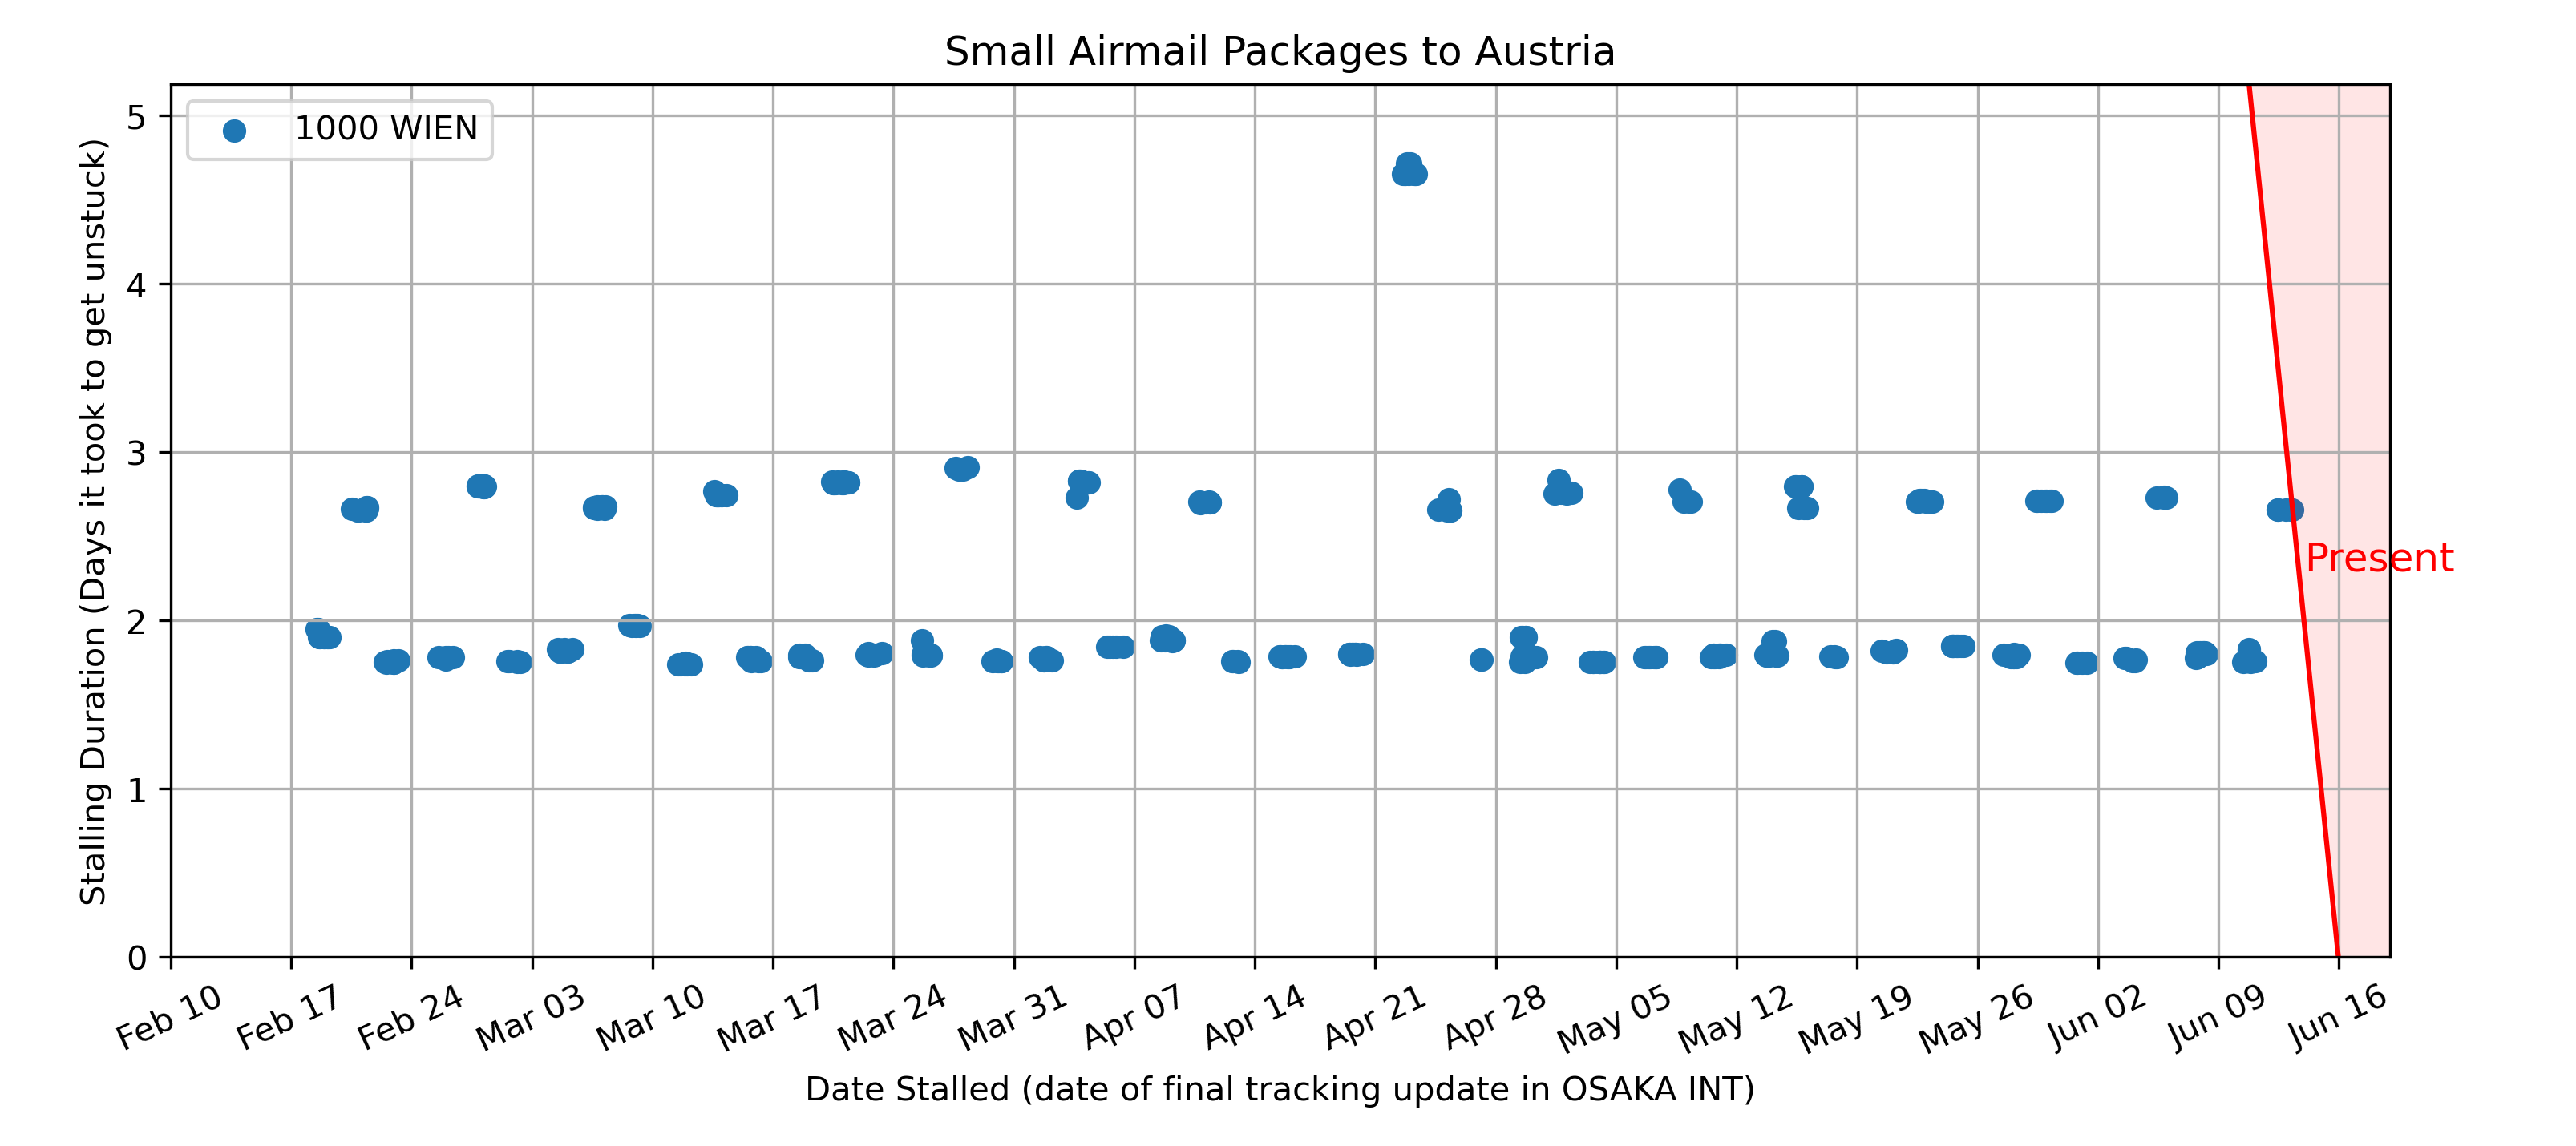 Small Airmail Packages to Austria
1000 WIEN
Stalling Duration (Days it took to get unstuck)
5
4
3
2
1
0
Present
Feb 10
Feb 17
Feb 24
Mar 03
Mar 10
Mar 17
Mar 24
Mar 31
Apr 07
Apr 14
Apr 21
Apr 28
May 05
May 12
May 19
May 26
Jun 02
Jun 09
Jun 16
Date Stalled (date of final tracking update in OSAKA INT)